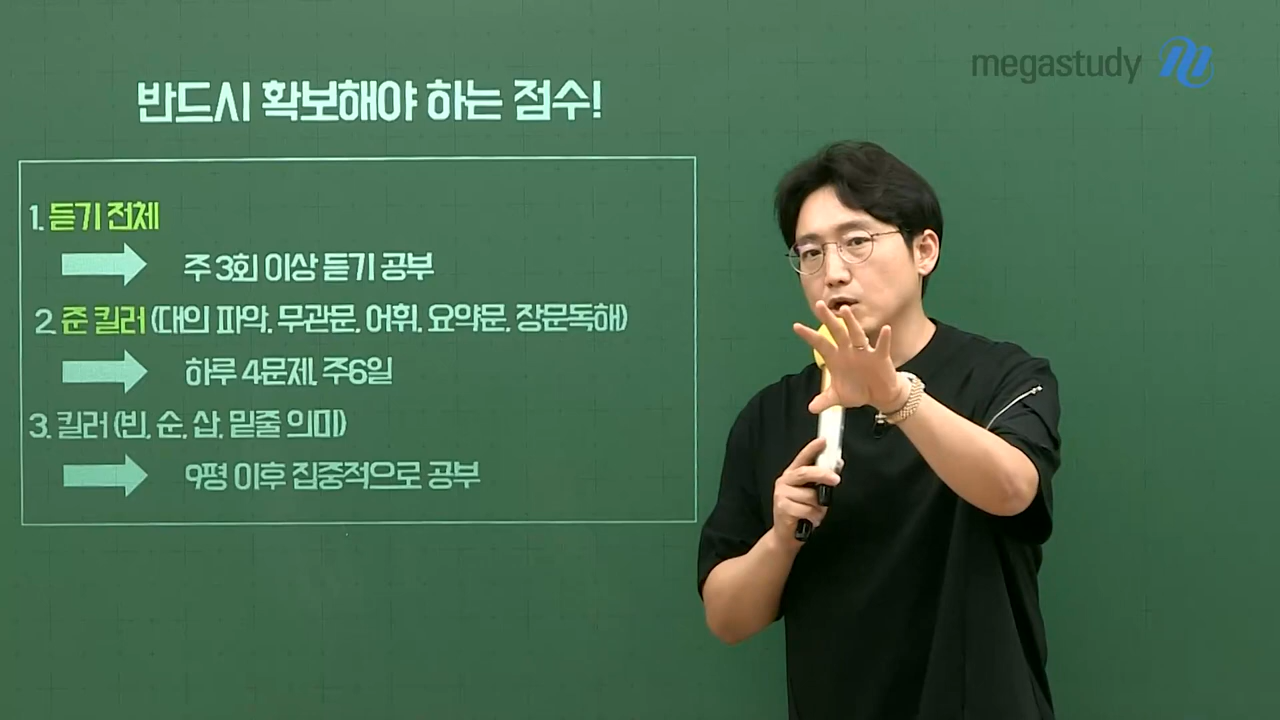 megastudy
반드시 확보해야 하는 점수!
1. 듣기 전체
주 3회 이상 듣기 공부
2. 준 킬러 (대인 파악, 무관문, 어휘, 요약문, 장문독해)
하루 4문제, 주6일
3. 킬러 (빈, 순, 삽, 밑줄 의미)
9평 이후 집중적으로 공부